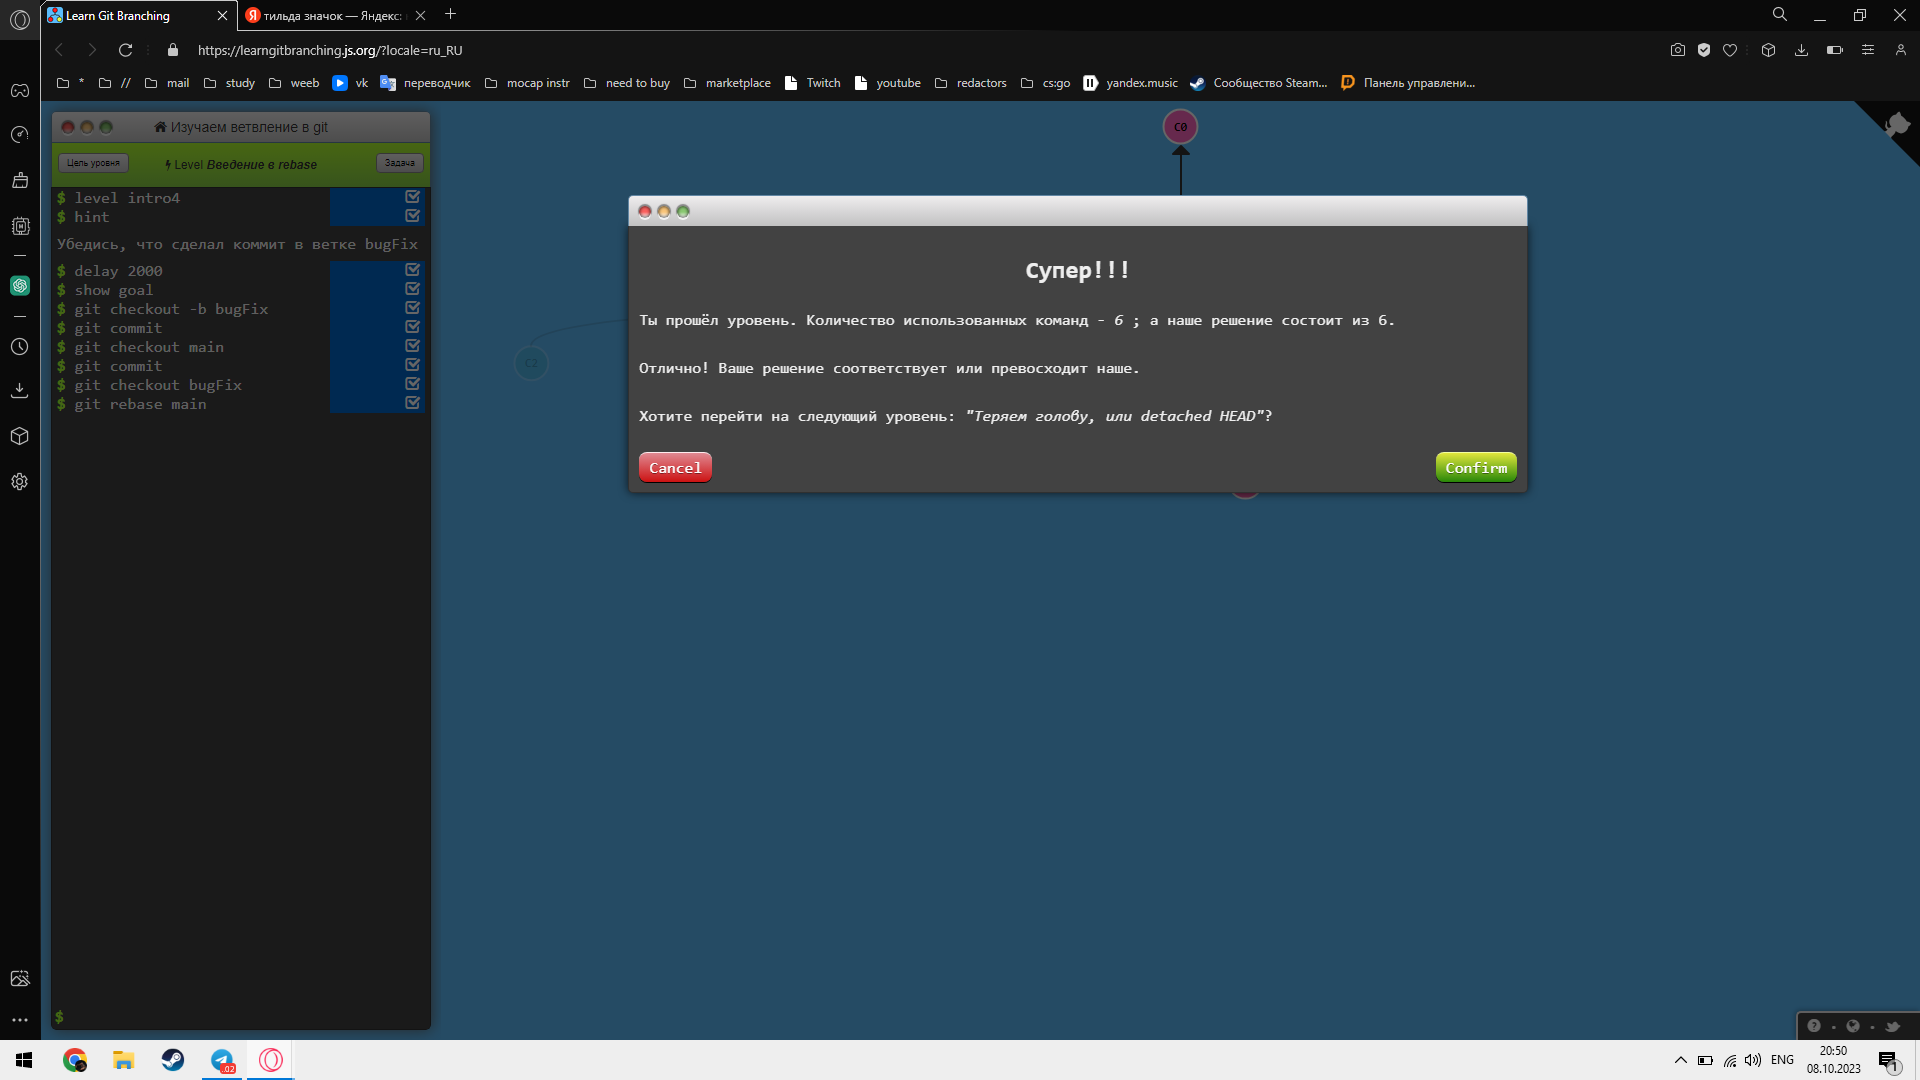 Learn Git Branching
тильда значок — Яндекс:
https://learngitbranching.js.org/?locale=ru_RU
* // mail study weeb vk переводчик mocap instr need to buy marketplace Twitch youtube redactors cs:go yandex.music Сообщество Steam... Панель управлени...
Изучаем ветвление в git
Цель уровня
Level Введение в rebase
Задача
$ level intro4
$ hint
Убедись, что сделал коммит в ветке bugFix
$ delay 2000
$ show goal
$ git checkout -b bugFix
$ git commit
$ git checkout main
$ git commit
$ git checkout bugFix
$ git rebase main
$
C0
C2
Супер!!!
Ты прошёл уровень. Количество использованных команд - 6 ; а наше решение состоит из 6.
Отлично! Ваше решение соответствует или превосходит наше.
Хотите перейти на следующий уровень: "Теряем голову, или detached HEAD"?
Cancel
Confirm
.02
ENG
20:50
08.10.2023
1